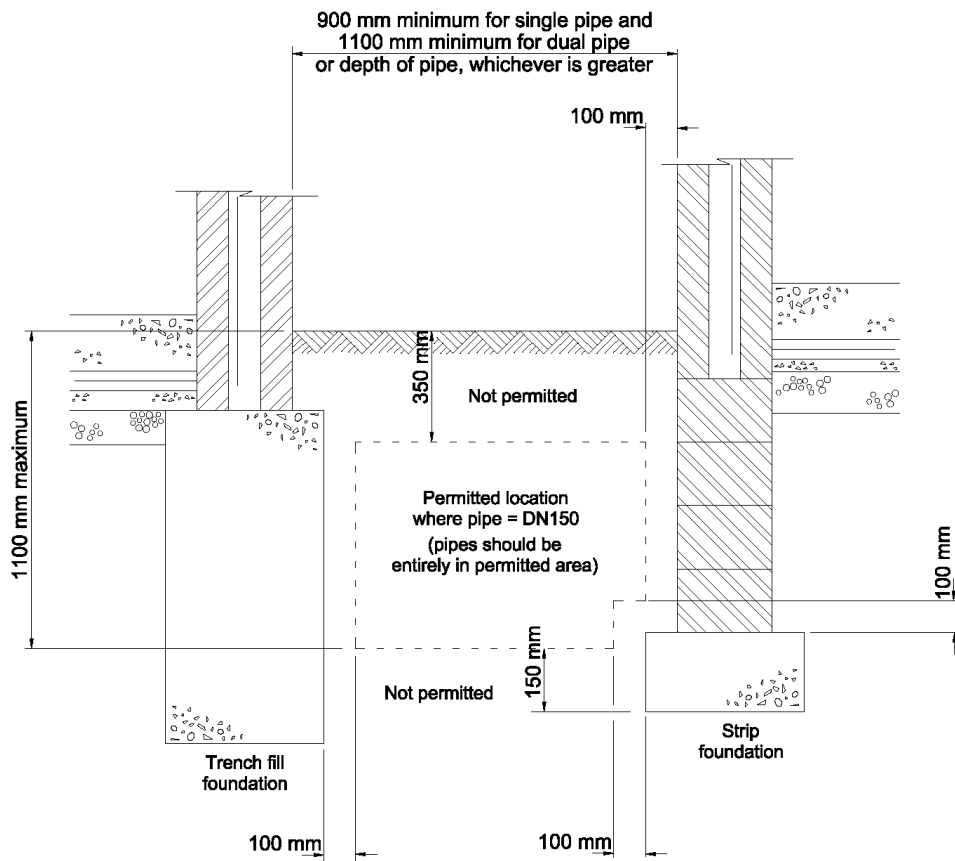 900 mm minimum for single pipe and
1100 mm minimum for dual pipe
or depth of pipe, whichever is greater
100 mm
350 mm
Not permitted
1100 mm maximum
Permitted location
where pipe = DN150
(pipes should be
entirely in permitted area)
100 mm
150 mm
Not permitted
Strip
foundation
Trench fill
foundation
100 mm
100 mm